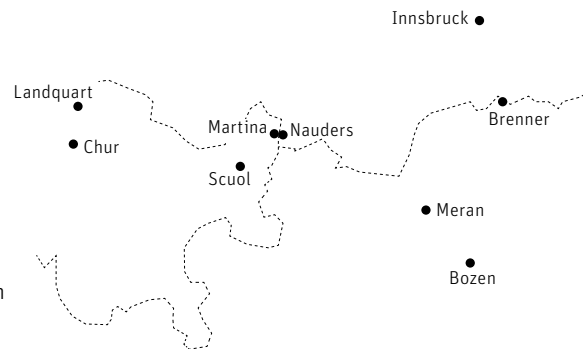 Innsbruck
Landquart
Brenner
Martina
Nauders
Chur
Scuol
Meran
Bozen